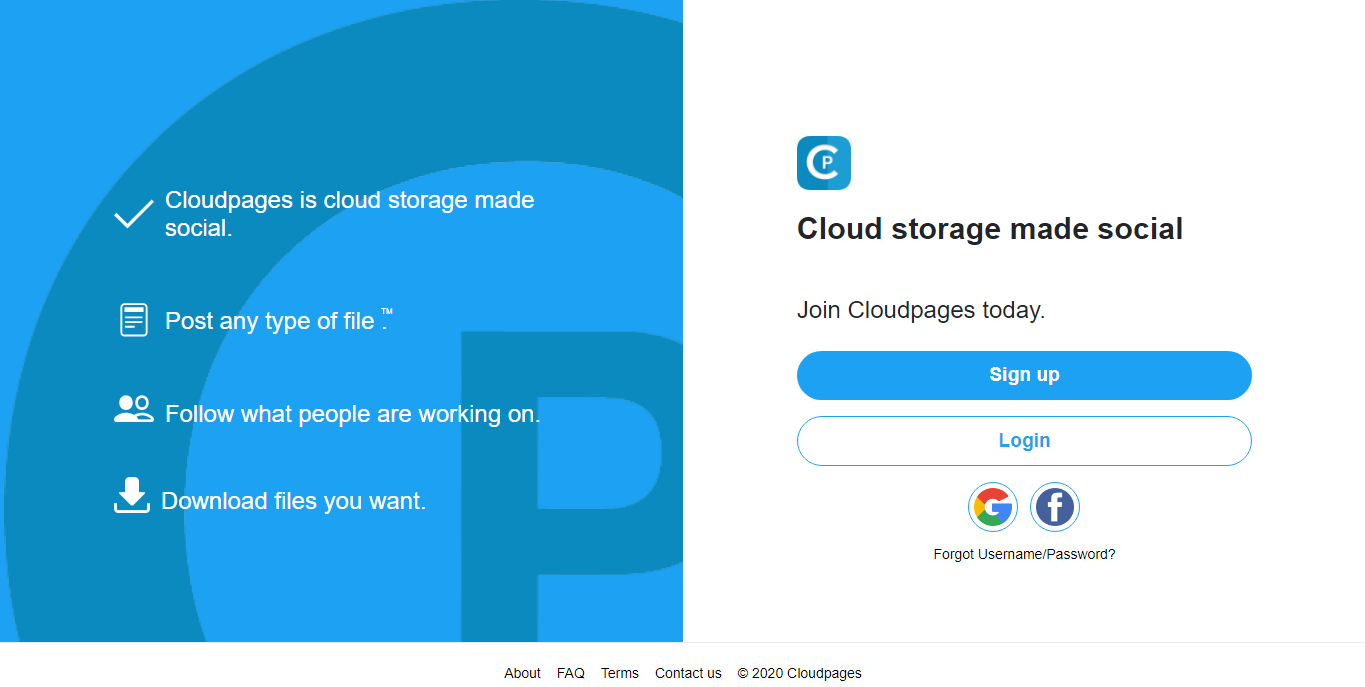 Cloudpages is cloud storage made
social.
Post any type of file .™
Follow what people are working on.
Download files you want.
CP
Cloud storage made social
Join Cloudpages today.
Sign up
Login
Forgot Username/Password?
About FAQ Terms Contact us © 2020 Cloudpages